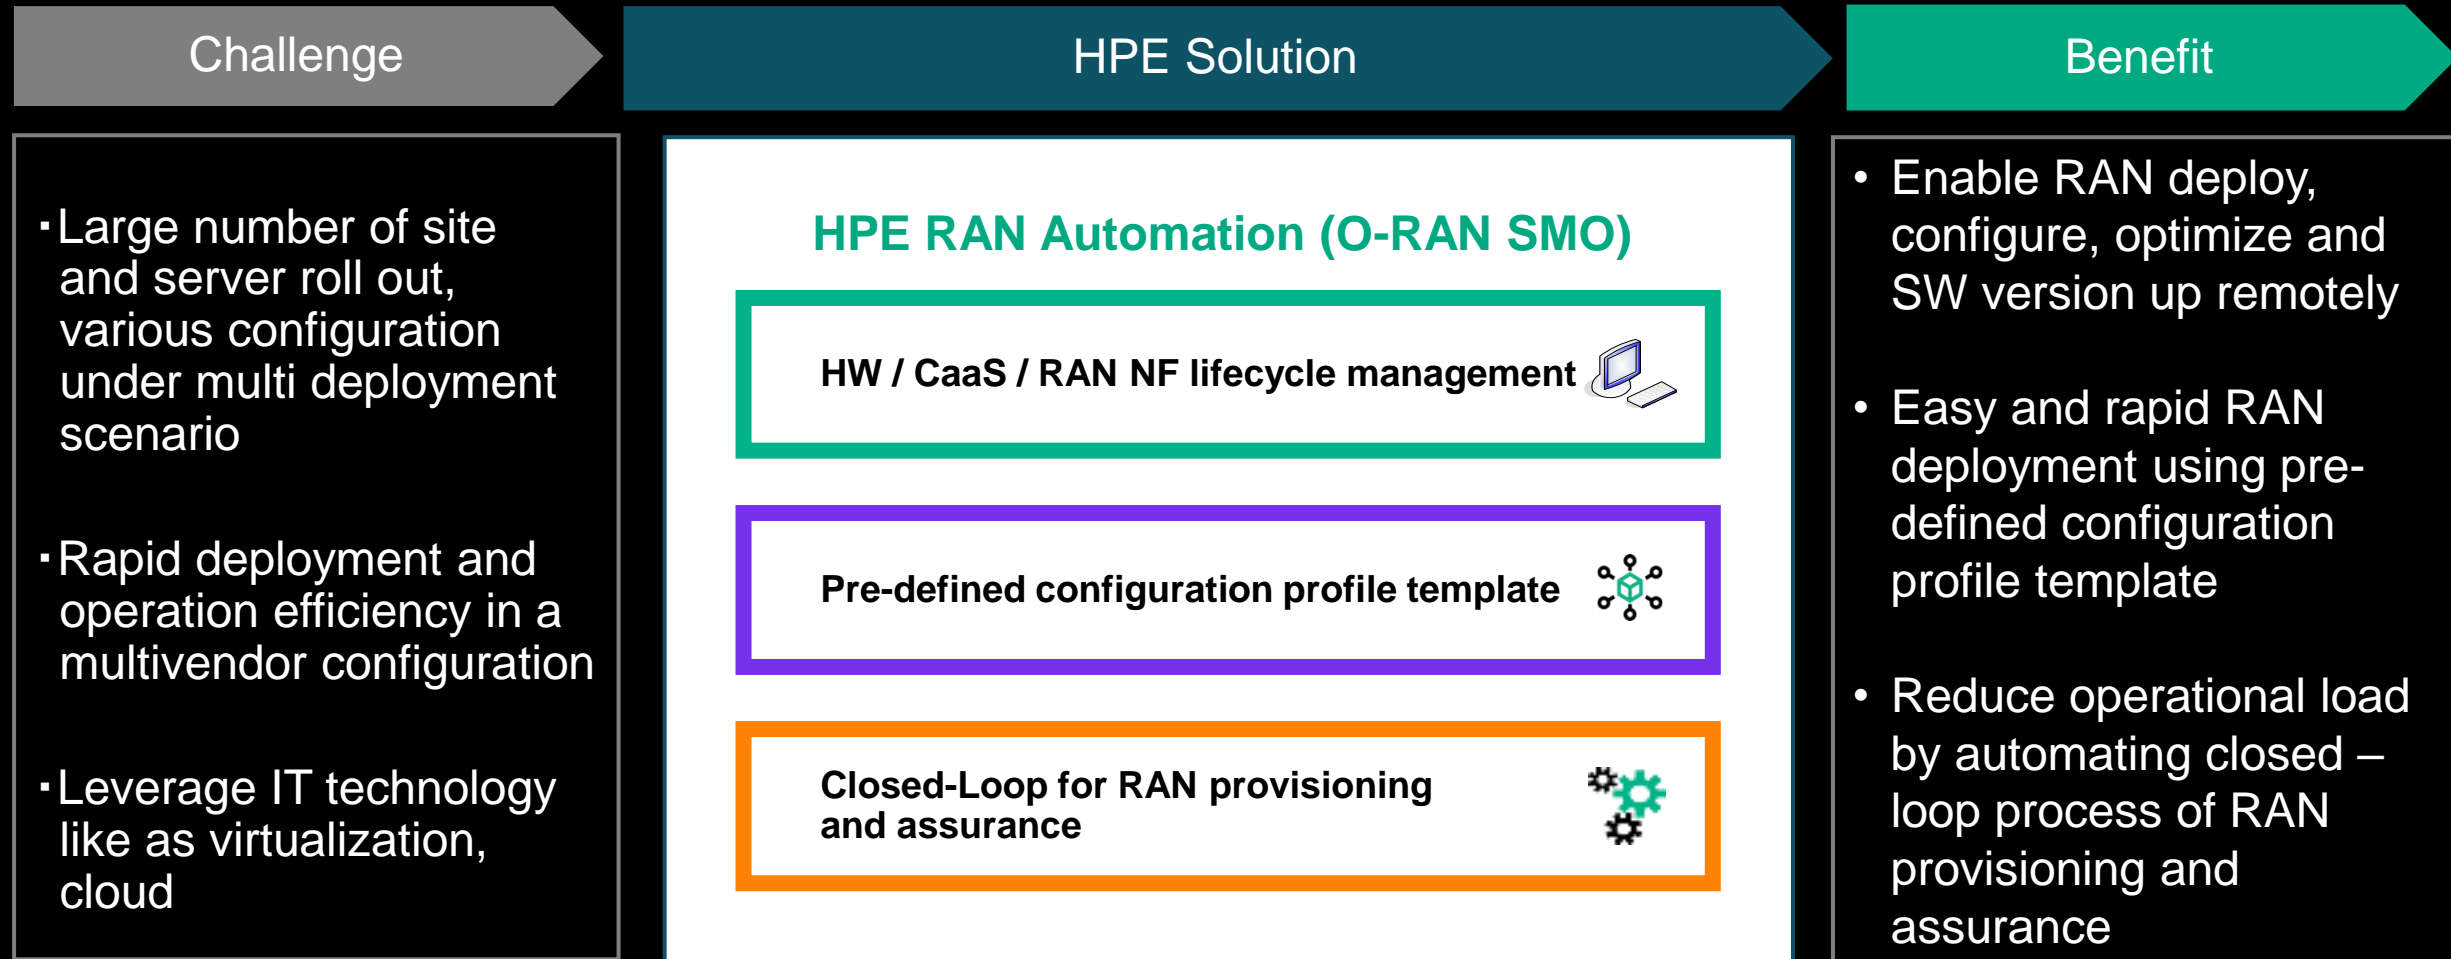 Challenge
HPE Solution
Benefit
▪Large number of site
and server roll out,
various configuration
under multi deployment
scenario
▪Rapid deployment and
operation efficiency in a
multivendor configuration
▪Leverage IT technology
like as virtualization,
cloud
HPE RAN Automation (O-RAN SMO)
HW / CaaS / RAN NF lifecycle management
Pre-defined configuration profile template
Closed-Loop for RAN provisioning
and assurance
• Enable RAN deploy,
configure, optimize and
SW version up remotely
• Easy and rapid RAN
deployment using pre-
defined configuration
profile template
• Reduce operational load
by automating closed –
loop process of RAN
provisioning and
assurance